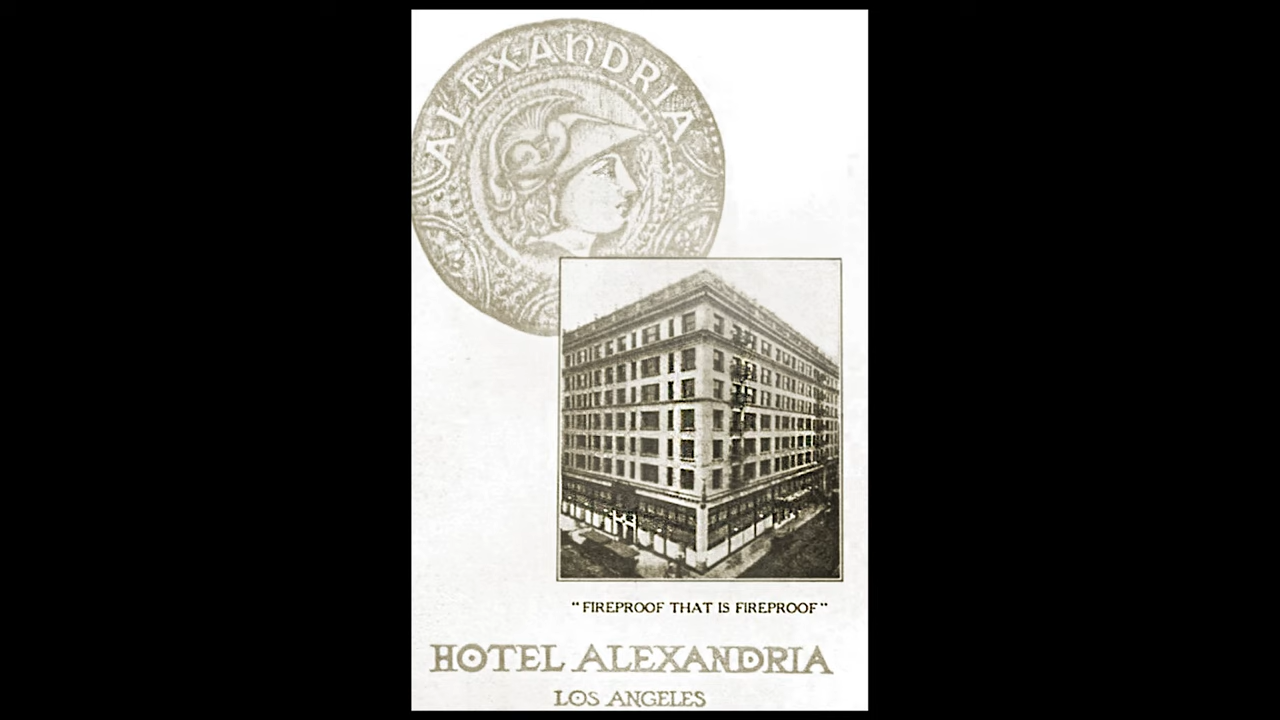 ALEXANDRIA
"FIREPROOF THAT IS FIREPROOF"
HOTEL ALEXANDRIA
LOS ANGELES